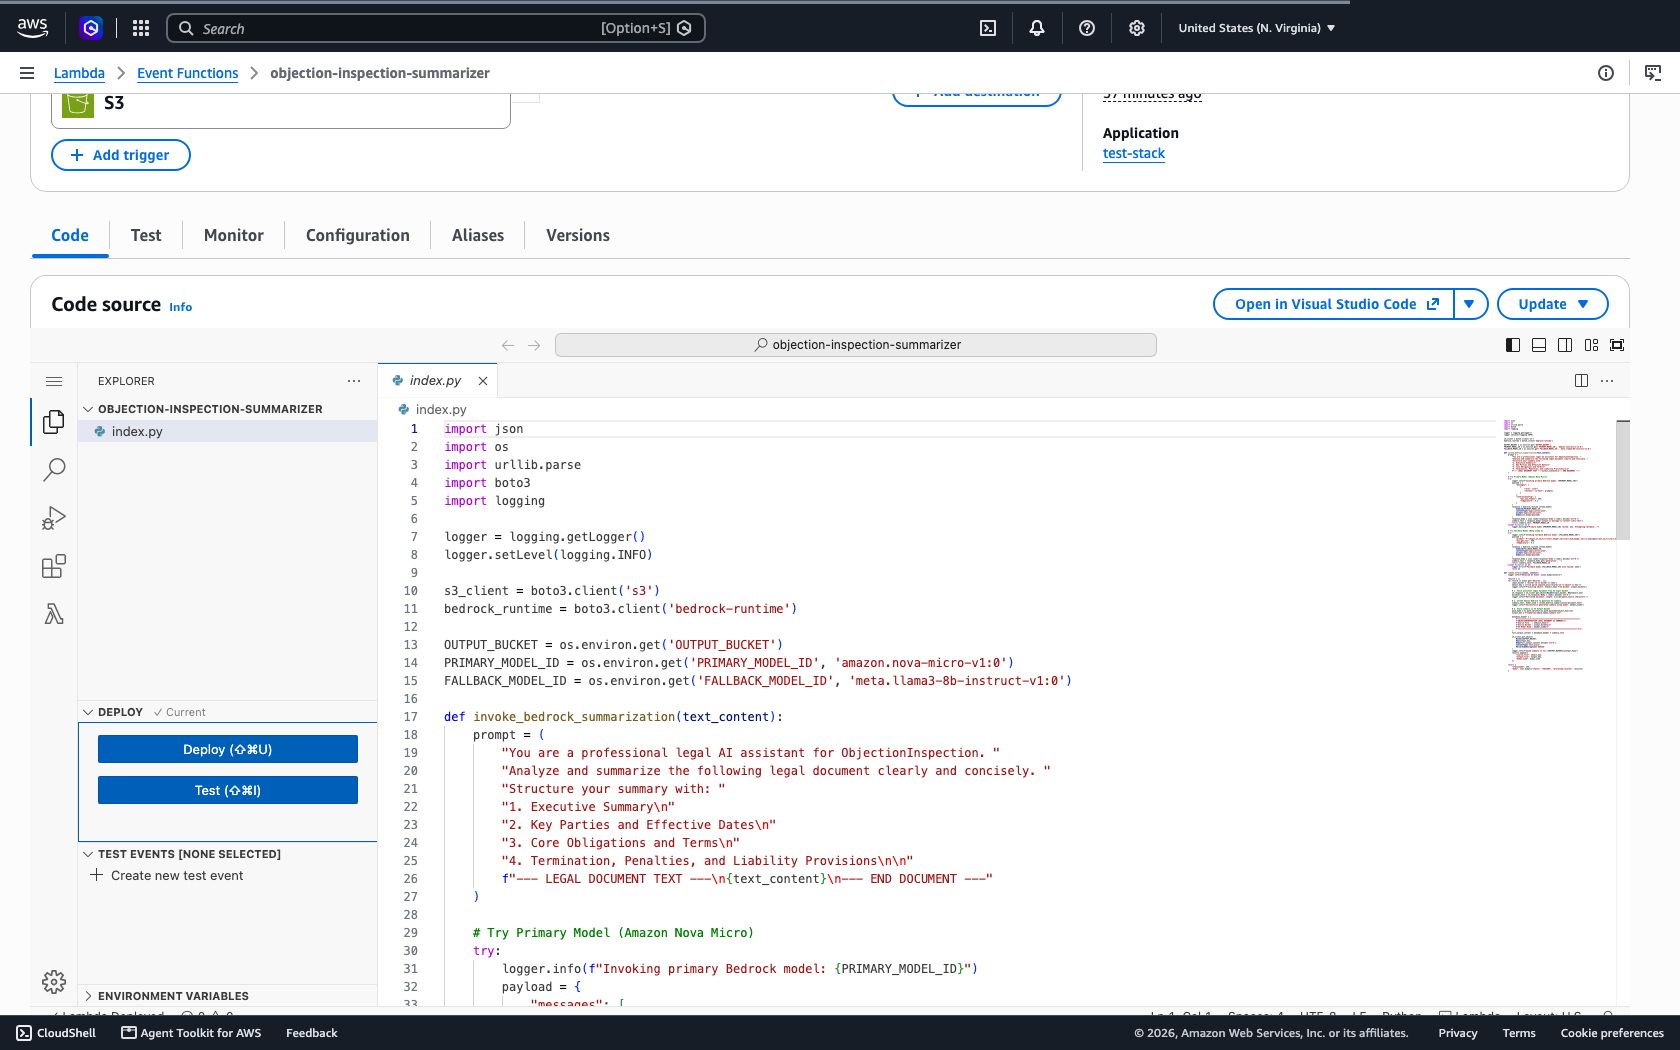 aws
Search
[Option+S]
United States (N. Virginia)
Lambda
Event Functions
objection-inspection-summarizer
S3
Add destination
57 minutes ago
Add trigger
Application
test-stack
Code
Test
Monitor
Configuration
Aliases
Versions
Code source
Info
Open in Visual Studio Code
Update
objection-inspection-summarizer
EXPLORER
OBJECTION-INSPECTION-SUMMARIZER
index.py
DEPLOY
Current
Deploy (⇧⌘U)
Test (⇧⌘I)
TEST EVENTS [NONE SELECTED]
Create new test event
ENVIRONMENT VARIABLES
index.py
index.py
1 import json
2 import os
3 import urllib.parse
4 import boto3
5 import logging
6
7 logger = logging.getLogger()
8 logger.setLevel(logging.INFO)
9
10 s3_client = boto3.client('s3')
11 bedrock_runtime = boto3.client('bedrock-runtime')
12
13 OUTPUT_BUCKET = os.environ.get('OUTPUT_BUCKET')
14 PRIMARY_MODEL_ID = os.environ.get('PRIMARY_MODEL_ID', 'amazon.nova-micro-v1:0')
15 FALLBACK_MODEL_ID = os.environ.get('FALLBACK_MODEL_ID', 'meta.llama3-8b-instruct-v1:0')
16
17 def invoke_bedrock_summarization(text_content):
18 prompt = (
19 "You are a professional legal AI assistant for ObjectionInspection. "
20 "Analyze and summarize the following legal document clearly and concisely. "
21 "Structure your summary with: "
22 "1. Executive Summary\n"
23 "2. Key Parties and Effective Dates\n"
24 "3. Core Obligations and Terms\n"
25 "4. Termination, Penalties, and Liability Provisions\n\n"
26 f"--- LEGAL DOCUMENT TEXT ---\n{text_content}\n--- END DOCUMENT ---"
27 )
28
29 # Try Primary Model (Amazon Nova Micro)
30 try:
31 logger.info(f"Invoking primary Bedrock model: {PRIMARY_MODEL_ID}")
32 payload = {
33 "messages": [
CloudShell
Agent Toolkit for AWS
Feedback
© 2026, Amazon Web Services, Inc. or its affiliates.
Privacy
Terms
Cookie preferences